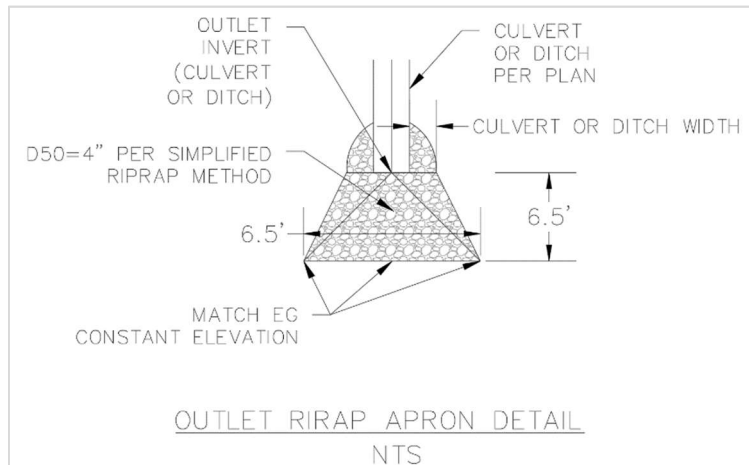 OUTLET
INVERT
(CULVERT
OR DITCH)
CULVERT
OR DITCH
PER PLAN
CULVERT OR DITCH WIDTH
D50=4" PER SIMPLIFIED
RIPRAP METHOD
6.5'
6.5'
MATCH EG
CONSTANT ELEVATION
OUTLET RIRAP APRON DETAIL
NTS